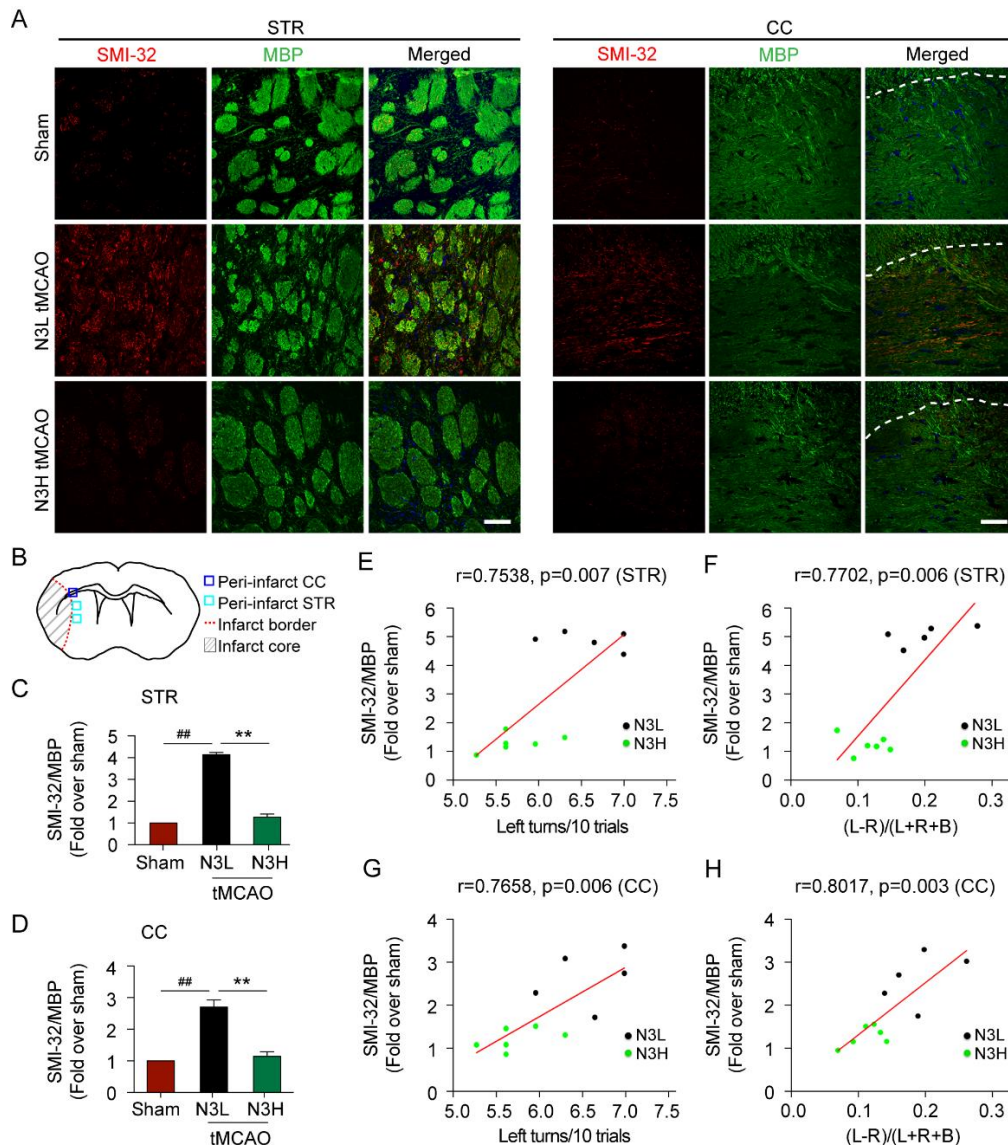 A
STR
CC
SMI-32 MBP Merged
SMI-32 MBP Merged
Sham
N3L tMCAO
N3H tMCAO
B
Peri-infarct CC
Peri-infarct STR
Infarct border
Infarct core
C
STR
SMI-32/MBP
(Fold over sham)
5
4
3
2
1
0
##
**
Sham N3L N3H
tMCAO
D
CC
SMI-32/MBP
(Fold over sham)
4
3
2
1
0
##
**
Sham N3L N3H
tMCAO
E
r=0.7538, p=0.007 (STR)
SMI-32/MBP
(Fold over sham)
6
5
4
3
2
1
0
N3L
N3H
5.0 5.5 6.0 6.5 7.0 7.5
Left turns/10 trials
F
r=0.7702, p=0.006 (STR)
SMI-32/MBP
(Fold over sham)
6
5
4
3
2
1
0
N3L
N3H
0.0 0.1 0.2 0.3
(L-R)/(L+R+B)
G
r=0.7658, p=0.006 (CC)
SMI-32/MBP
(Fold over sham)
4
3
2
1
0
N3L
N3H
5.0 5.5 6.0 6.5 7.0 7.5
Left turns/10 trials
H
r=0.8017, p=0.003 (CC)
SMI-32/MBP
(Fold over sham)
4
3
2
1
0
N3L
N3H
0.0 0.1 0.2 0.3
(L-R)/(L+R+B)